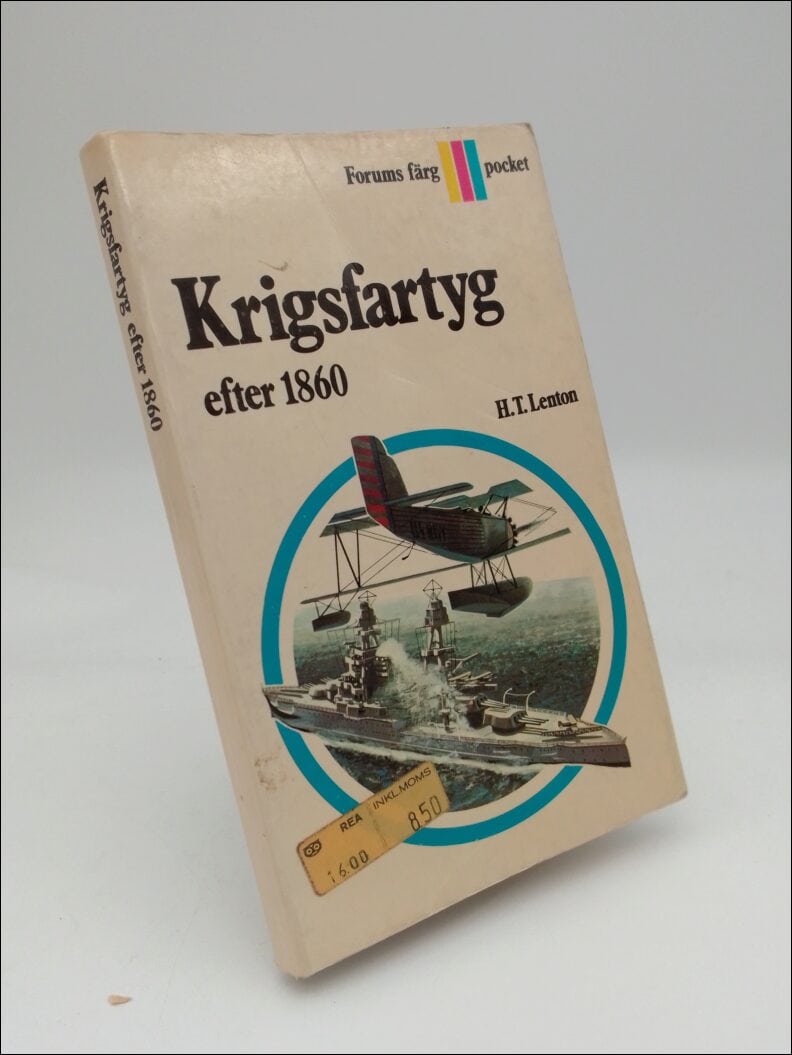 Forums färg pocket
Krigsfartyg
efter 1860
H.T. Lenton
Krigsfartyg efter 1860
REA INKL.MOMS
16.00 8.50